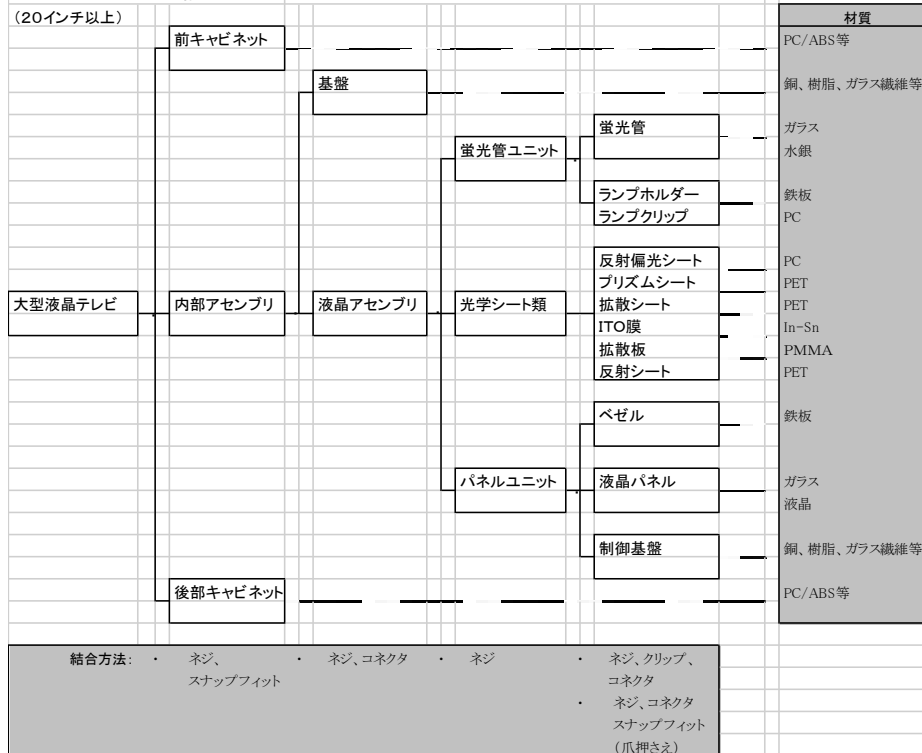 (20インチ以上)
材質
前キャビネット
PC/ABS等
基盤
銅、樹脂、ガラス繊維等
蛍光管
ガラス
蛍光管ユニット
水銀
ランプホルダー
鉄板
ランプクリップ
PC
反射偏光シート
PC
プリズムシート
PET
大型液晶テレビ
内部アセンブリ
液晶アセンブリ
光学シート類
拡散シート
PET
ITO膜
In-Sn
拡散板
PMMA
反射シート
PET
ベゼル
鉄板
パネルユニット
液晶パネル
ガラス
液晶
制御基盤
銅、樹脂、ガラス繊維等
後部キャビネット
PC/ABS等
結合方法: ・ ネジ、 ・ ネジ、コネクタ ・ ネジ ・ ネジ、クリップ、
スナップフィット コネクタ
・ ネジ、コネクタ
スナップフィット
(爪押さえ)